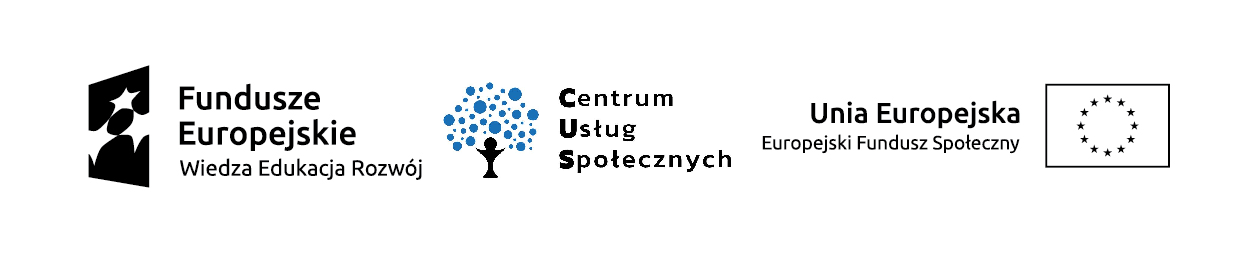 Fundusze
Europejskie
Wiedza Edukacja Rozwój
Centrum
Usług
Społecznych
Unia Europejska
Europejski Fundusz Społeczny